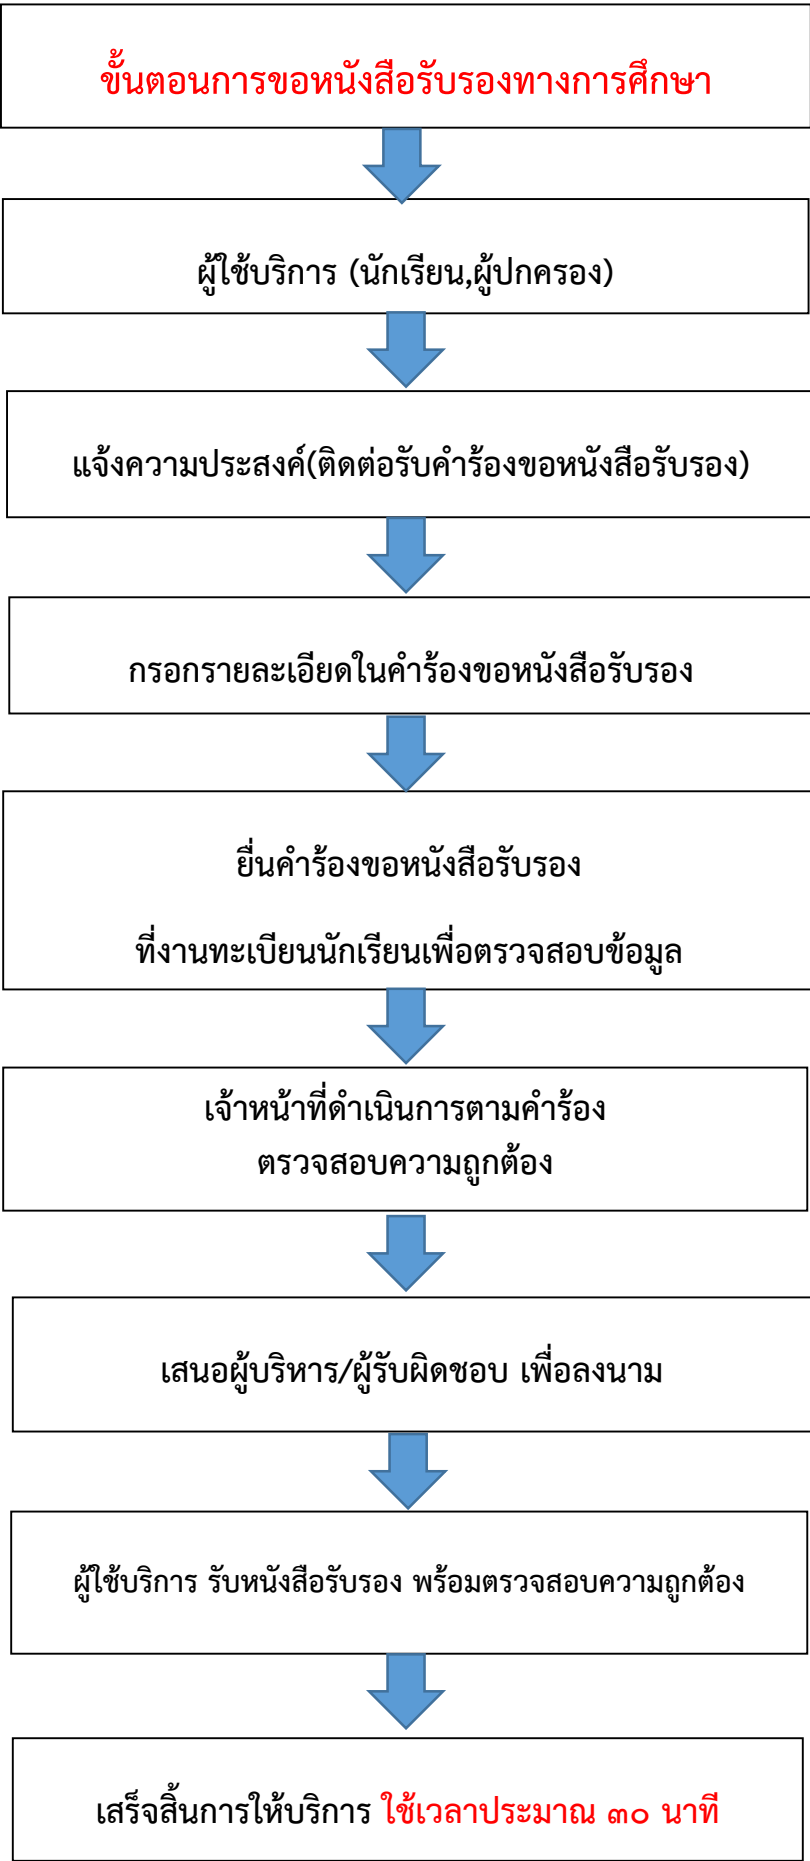 ขั้นตอนการขอหนังสือรับรองทางการศึกษา
ผู้ใช้บริการ (นักเรียน,ผู้ปกครอง)
แจ้งความประสงค์(ติดต่อรับคำร้องขอหนังสือรับรอง)
กรอกรายละเอียดในคำร้องขอหนังสือรับรอง
ยื่นคำร้องขอหนังสือรับรอง
ที่งานทะเบียนนักเรียนเพื่อตรวจสอบข้อมูล
เจ้าหน้าที่ดำเนินการตามคำร้อง
ตรวจสอบความถูกต้อง
เสนอผู้บริหาร/ผู้รับผิดชอบ เพื่อลงนาม
ผู้ใช้บริการ รับหนังสือรับรอง พร้อมตรวจสอบความถูกต้อง
เสร็จสิ้นการให้บริการ ใช้เวลาประมาณ ๓๐ นาที